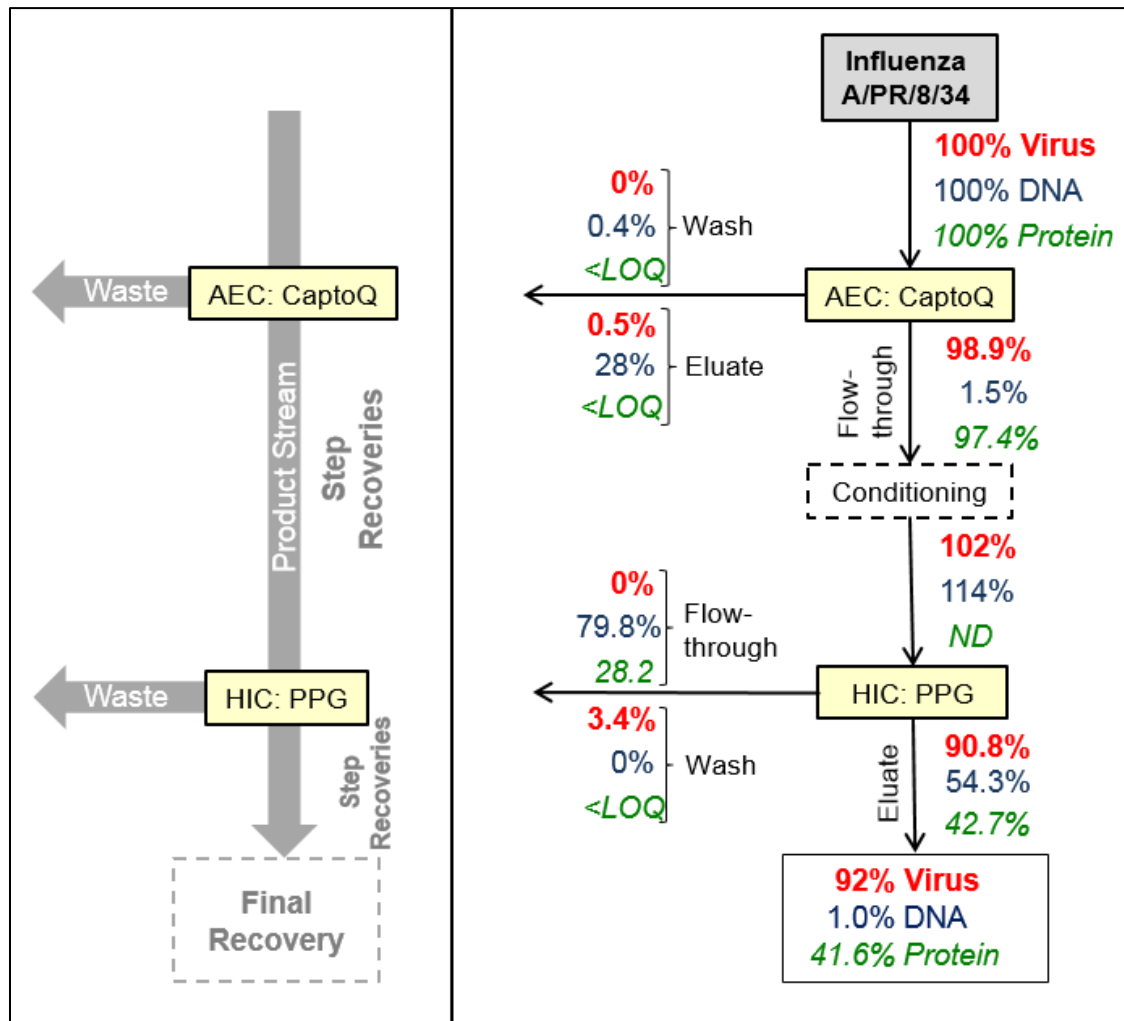 Waste
AEC: CaptoQ
Product Stream
Step
Recoveries
Waste
HIC: PPG
Step
Recoveries
Final
Recovery
Influenza
A/PR/8/34
100% Virus
100% DNA
100% Protein
0%
0.4%
<LOQ
Wash
AEC: CaptoQ
0.5%
28%
<LOQ
Eluate
Flow-
through
98.9%
1.5%
97.4%
Conditioning
102%
114%
ND
0%
79.8%
28.2
Flow-
through
HIC: PPG
3.4%
0%
<LOQ
Wash
Eluate
90.8%
54.3%
42.7%
92% Virus
1.0% DNA
41.6% Protein